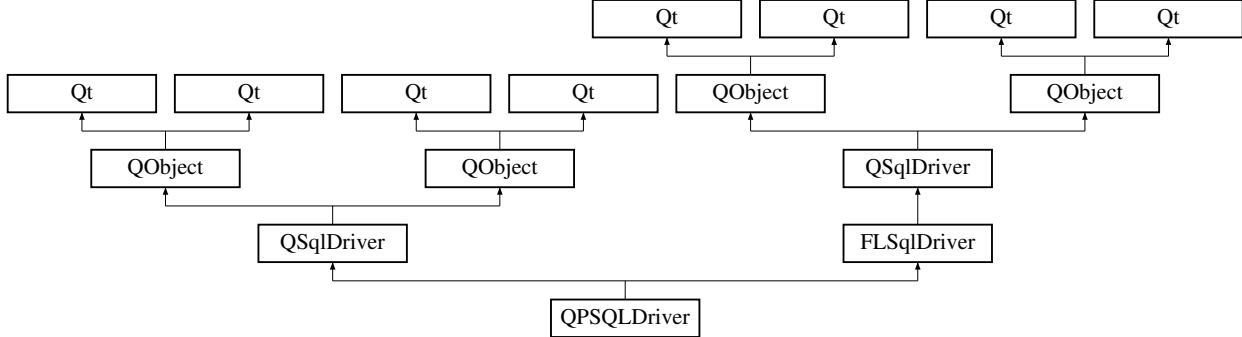 Qt Qt Qt Qt
Qt Qt Qt Qt QObject QObject
QObject QObject QSqlDriver
QSqlDriver FLSqlDriver
QPSQLDriver